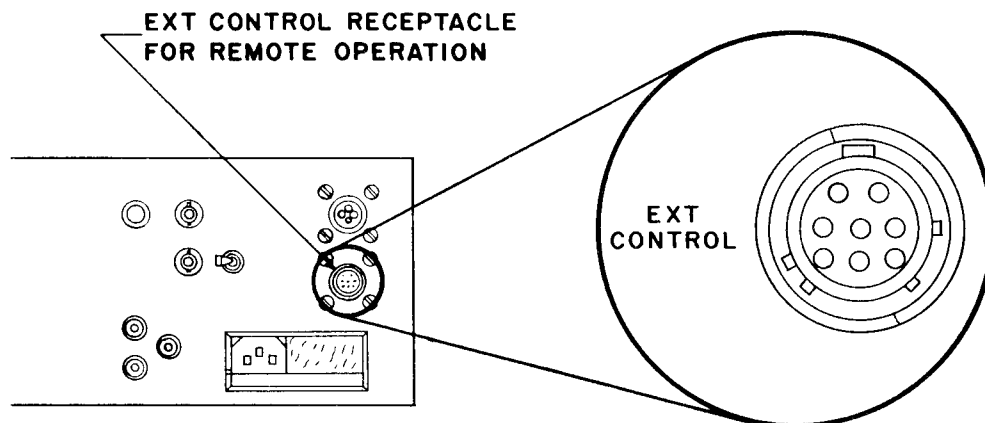 EXT CONTROL RECEPTACLE
FOR REMOTE OPERATION
EXT
CONTROL